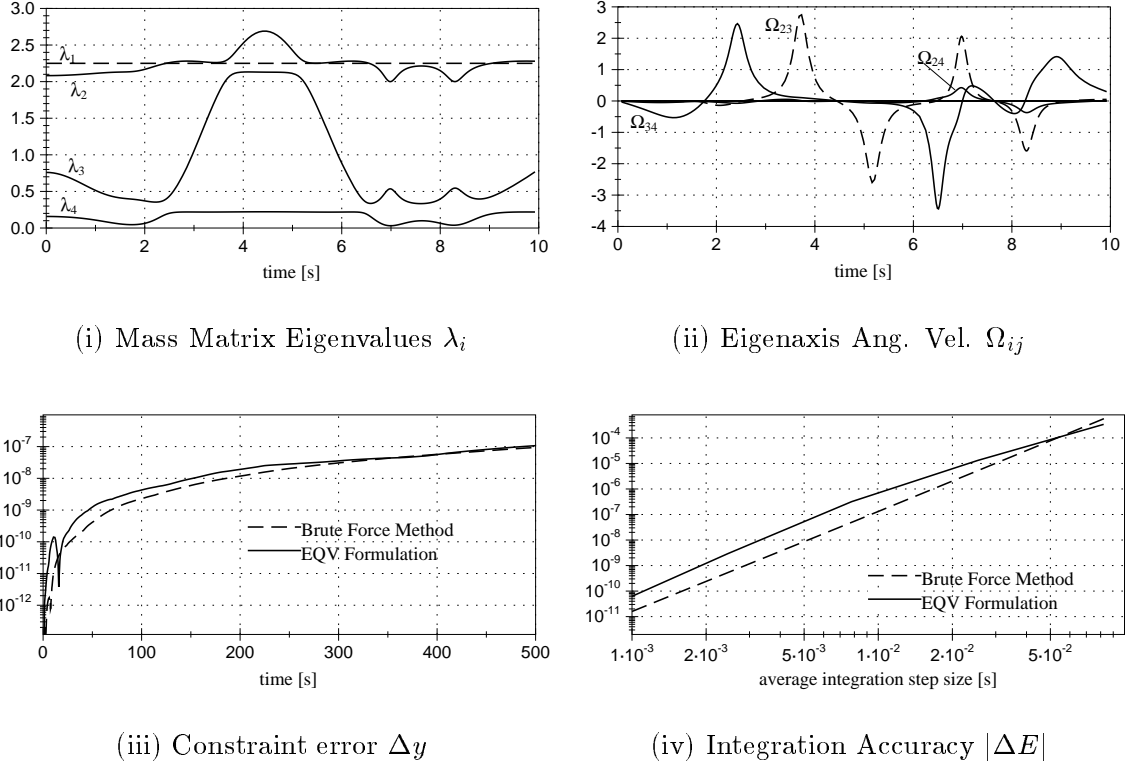 3.0
2.5
2.0
1.5
1.0
0.5
0.0
λ1
λ2
λ3
λ4
0 2 4 6 8 10
time [s]
(i) Mass Matrix Eigenvalues λi
3
2
1
0
-1
-2
-3
-4
Ω23
Ω24
Ω34
0 2 4 6 8 10
time [s]
(ii) Eigenaxis Ang. Vel. Ωij
10-7
10-8
10-9
10-10
10-11
10-12
Brute Force Method
EQV Formulation
0 100 200 300 400 500
time [s]
(iii) Constraint error Δy
10-4
10-5
10-6
10-7
10-8
10-9
10-10
10-11
Brute Force Method
EQV Formulation
1·10-3 2·10-3 5·10-3 1·10-2 2·10-2 5·10-2
average integration step size [s]
(iv) Integration Accuracy |ΔE|